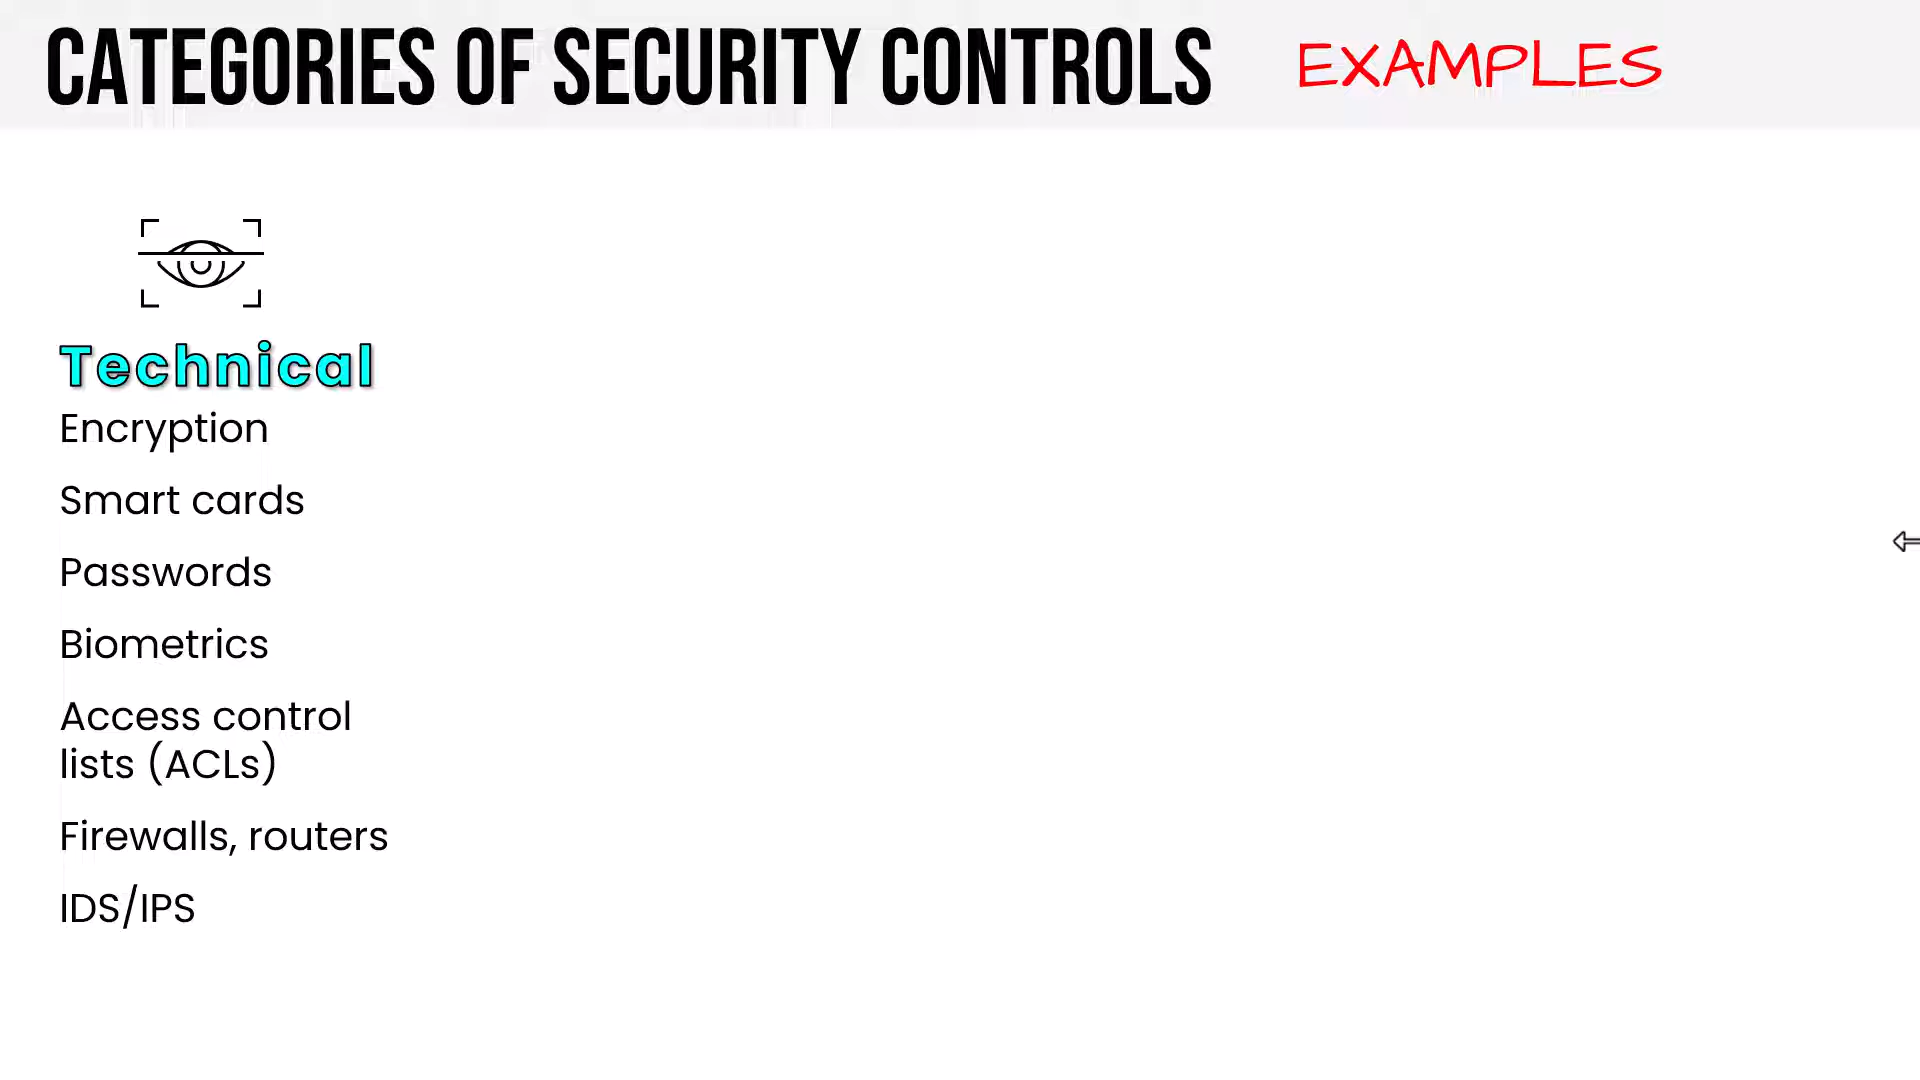 CATEGORIES OF SECURITY CONTROLS EXAMPLES
Technical
Encryption
Smart cards
Passwords
Biometrics
Access control
lists (ACLs)
Firewalls, routers
IDS/IPS